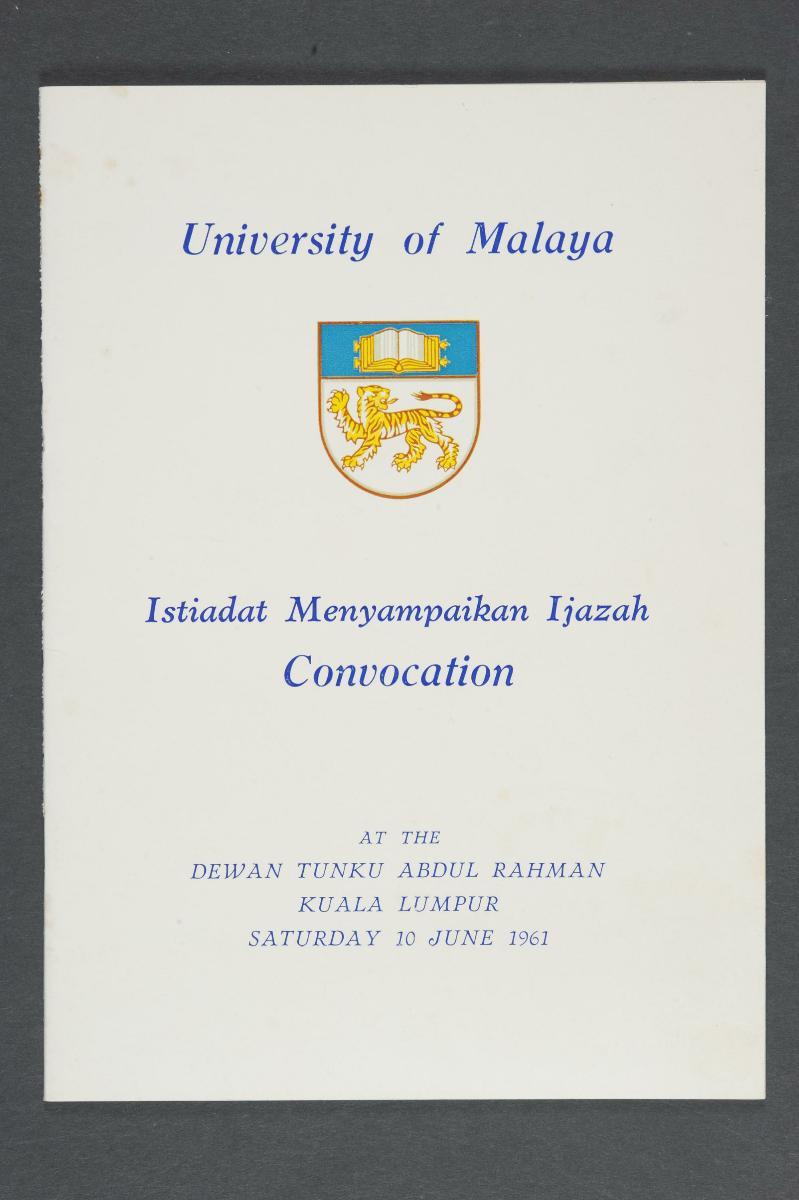 University of Malaya
Istiadat Menyampaikan Ijazah
Convocation
AT THE
DEWAN TUNKU ABDUL RAHMAN
KUALA LUMPUR
SATURDAY 10 JUNE 1961